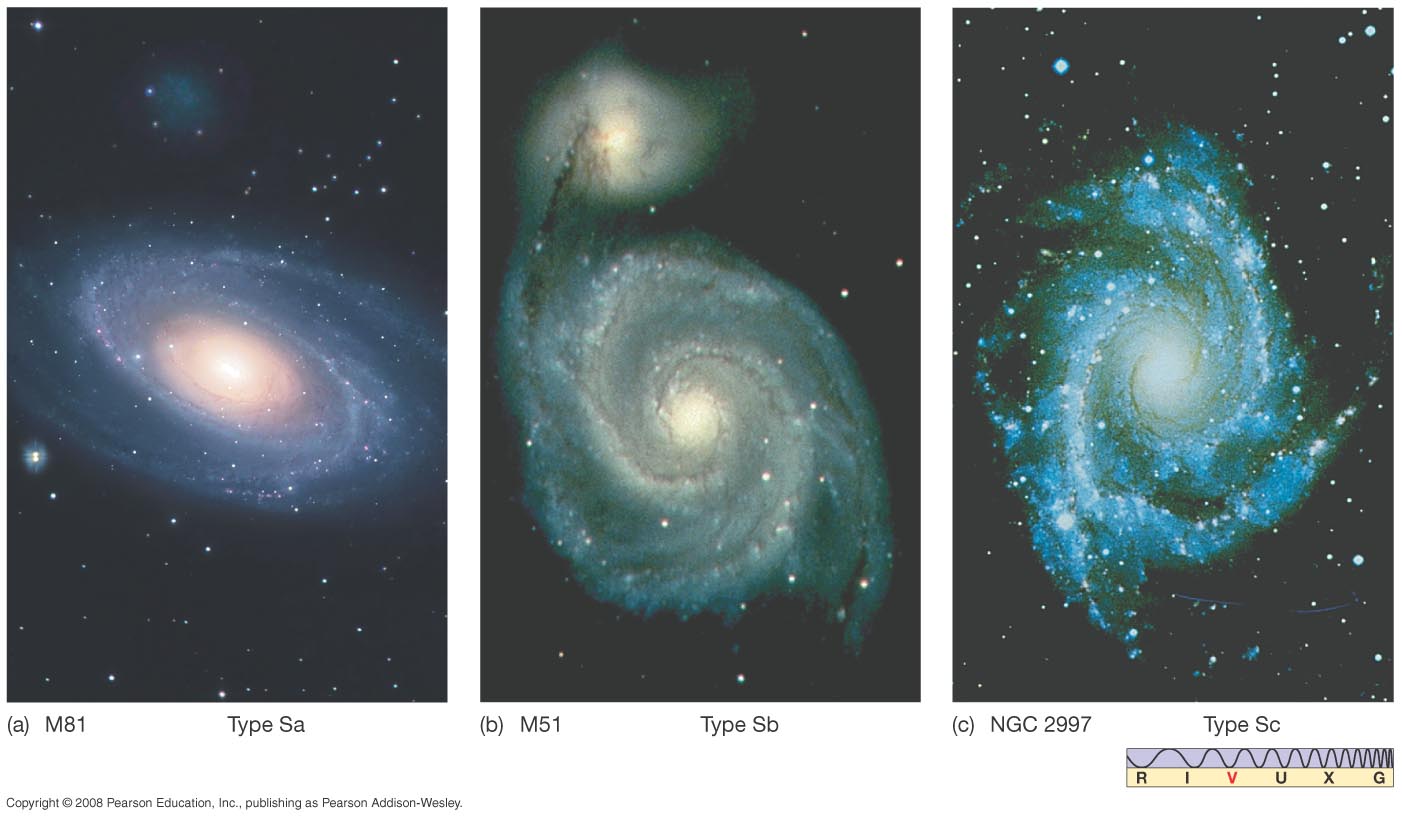 (a) M81 Type Sa
(b) M51 Type Sb
(c) NGC 2997 Type Sc
R I V U X G
Copyright © 2008 Pearson Education, Inc., publishing as Pearson Addison-Wesley.